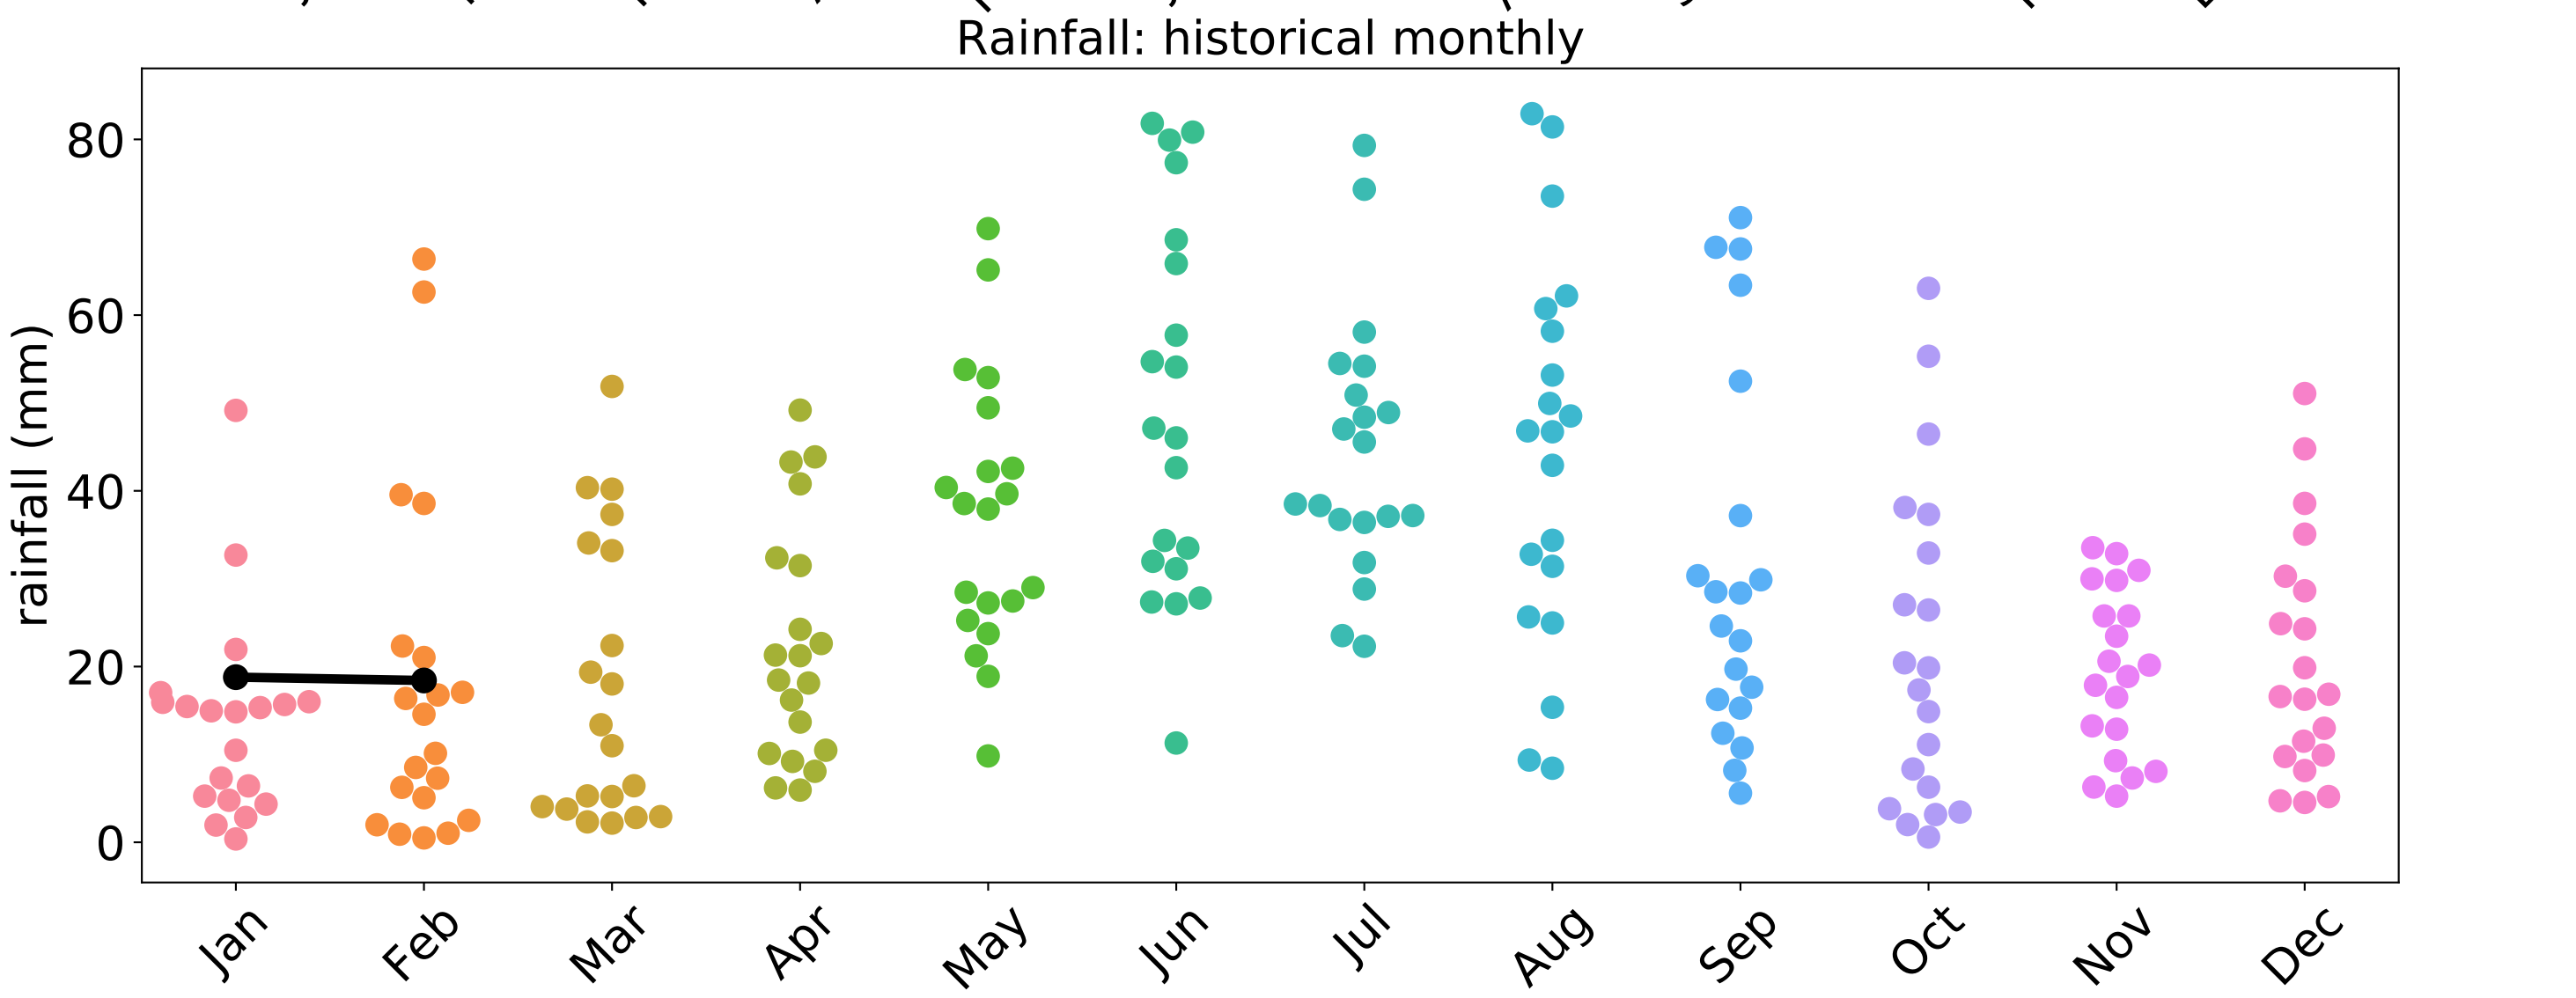 Rainfall: historical monthly
rainfall (mm)
80
60
40
20
0
Jan
Feb
Mar
Apr
May
Jun
Jul
Aug
Sep
Oct
Nov
Dec